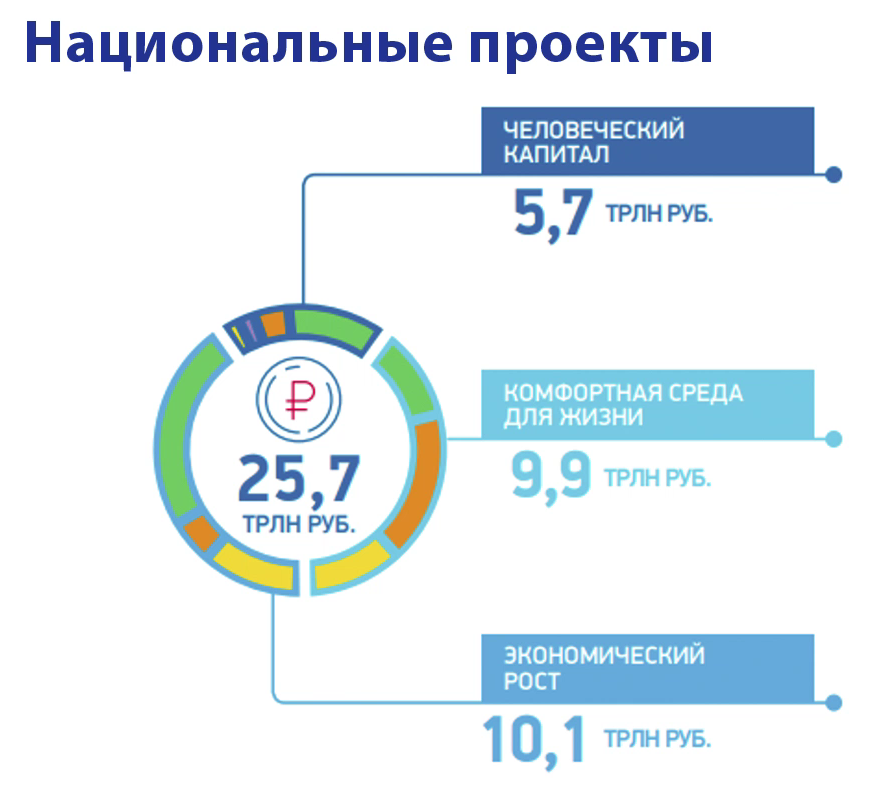 Национальные проекты
ЧЕЛОВЕЧЕСКИЙ
КАПИТАЛ
5,7 ТРЛН РУБ.
₽
25,7
ТРЛН РУБ.
КОМФОРТНАЯ СРЕДА
ДЛЯ ЖИЗНИ
9,9 ТРЛН РУБ.
ЭКОНОМИЧЕСКИЙ
РОСТ
10,1 ТРЛН РУБ.